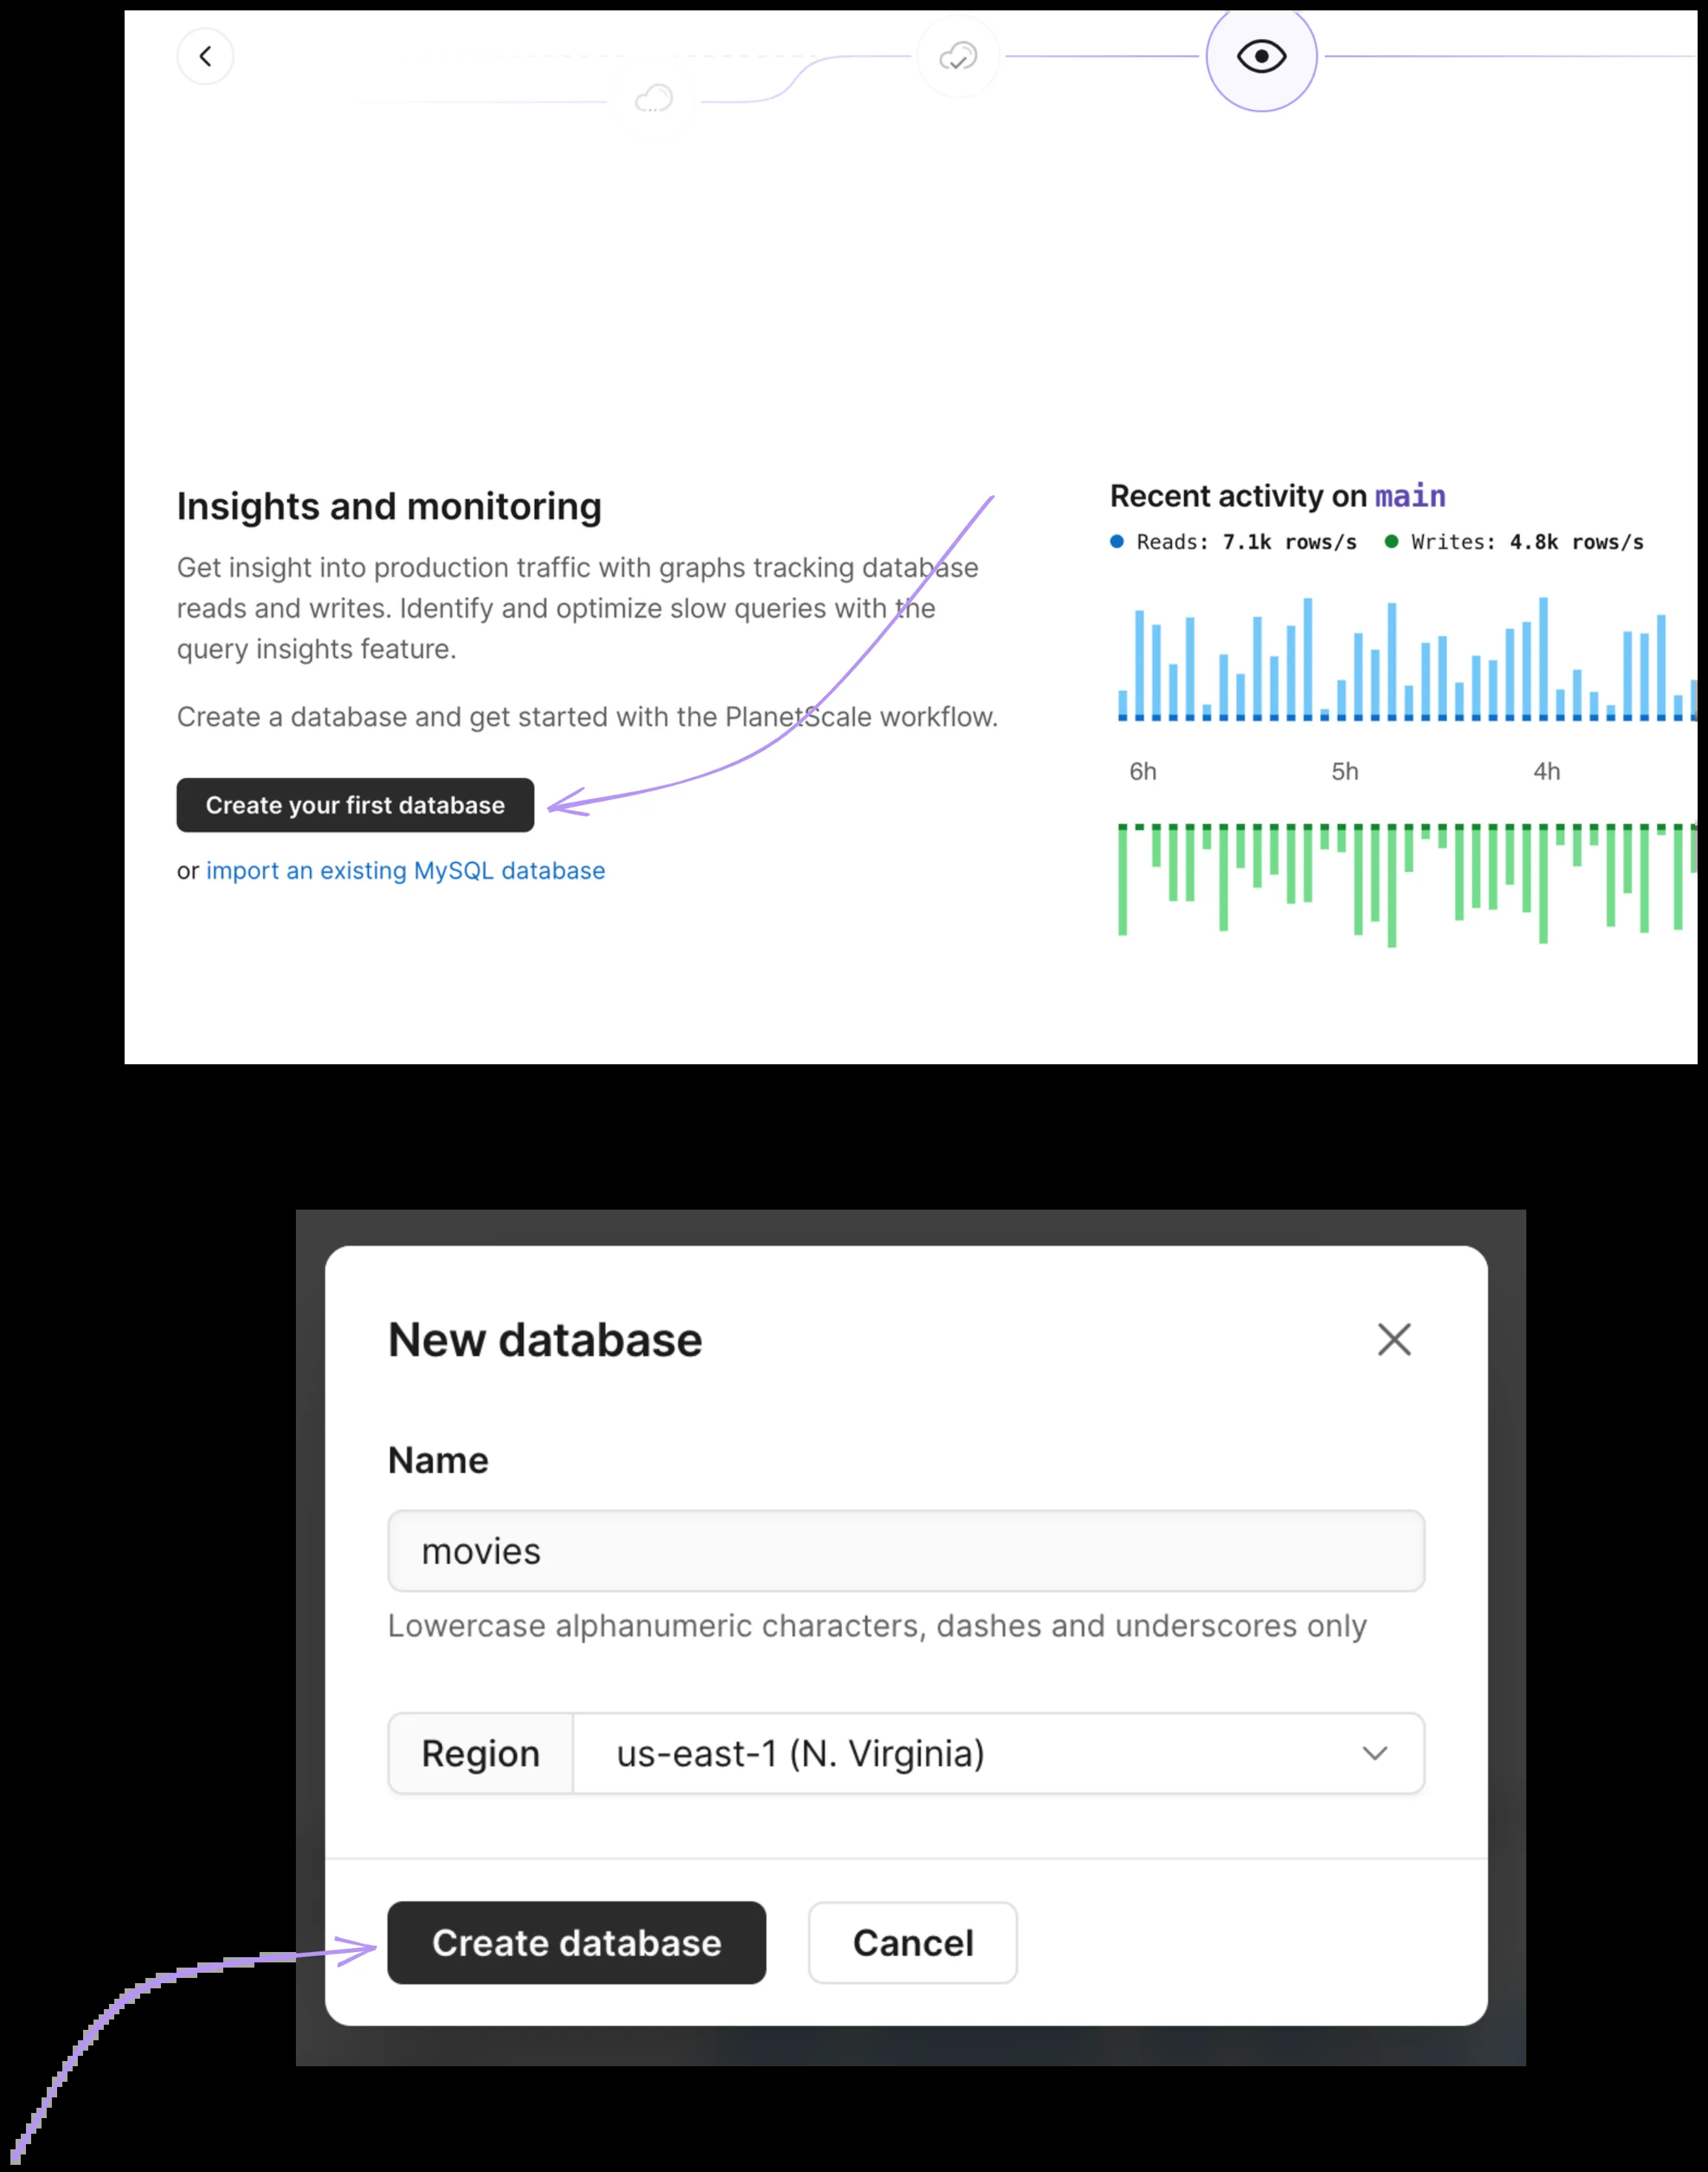 Insights and monitoring
Get insight into production traffic with graphs tracking database
reads and writes. Identify and optimize slow queries with the
query insights feature.
Create a database and get started with the PlanetScale workflow.
Create your first database
or import an existing MySQL database
Recent activity on main
Reads: 7.1k rows/s Writes: 4.8k rows/s
6h 5h 4h
New database
Name
movies
Lowercase alphanumeric characters, dashes and underscores only
Region us-east-1 (N. Virginia)
Create database Cancel